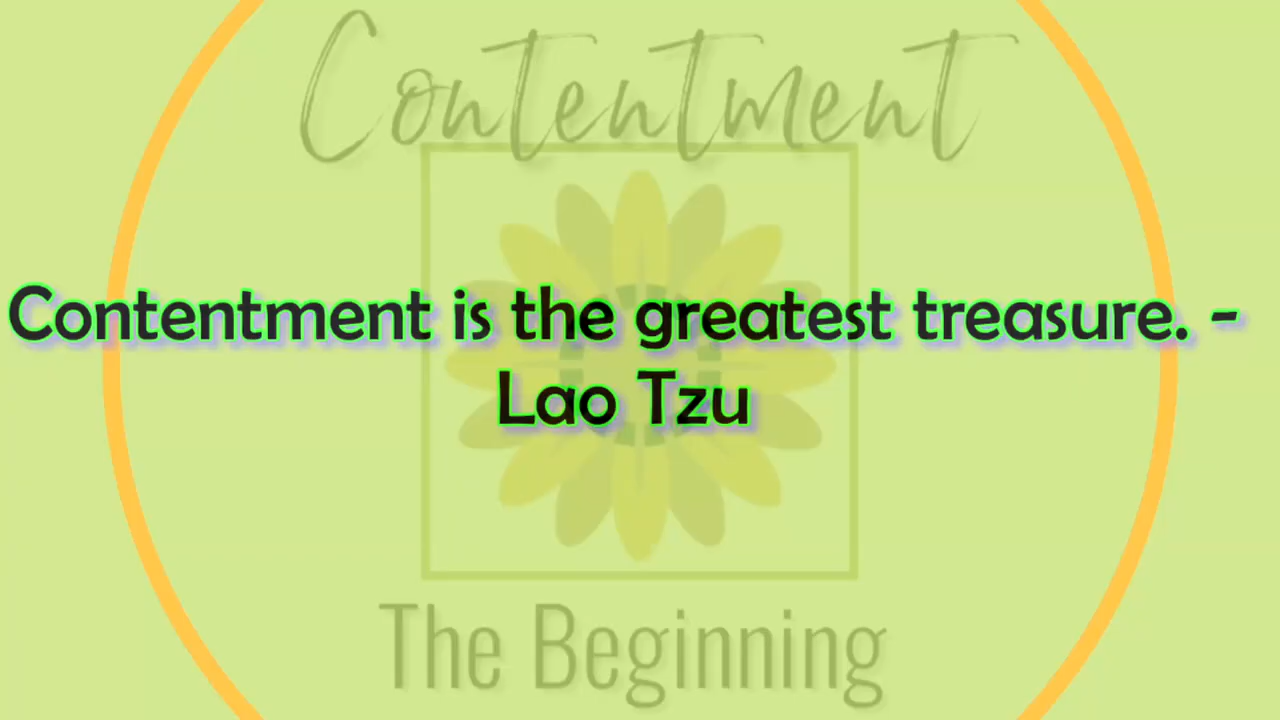 Contentment
Contentment is the greatest treasure. -
Lao Tzu
The Beginning